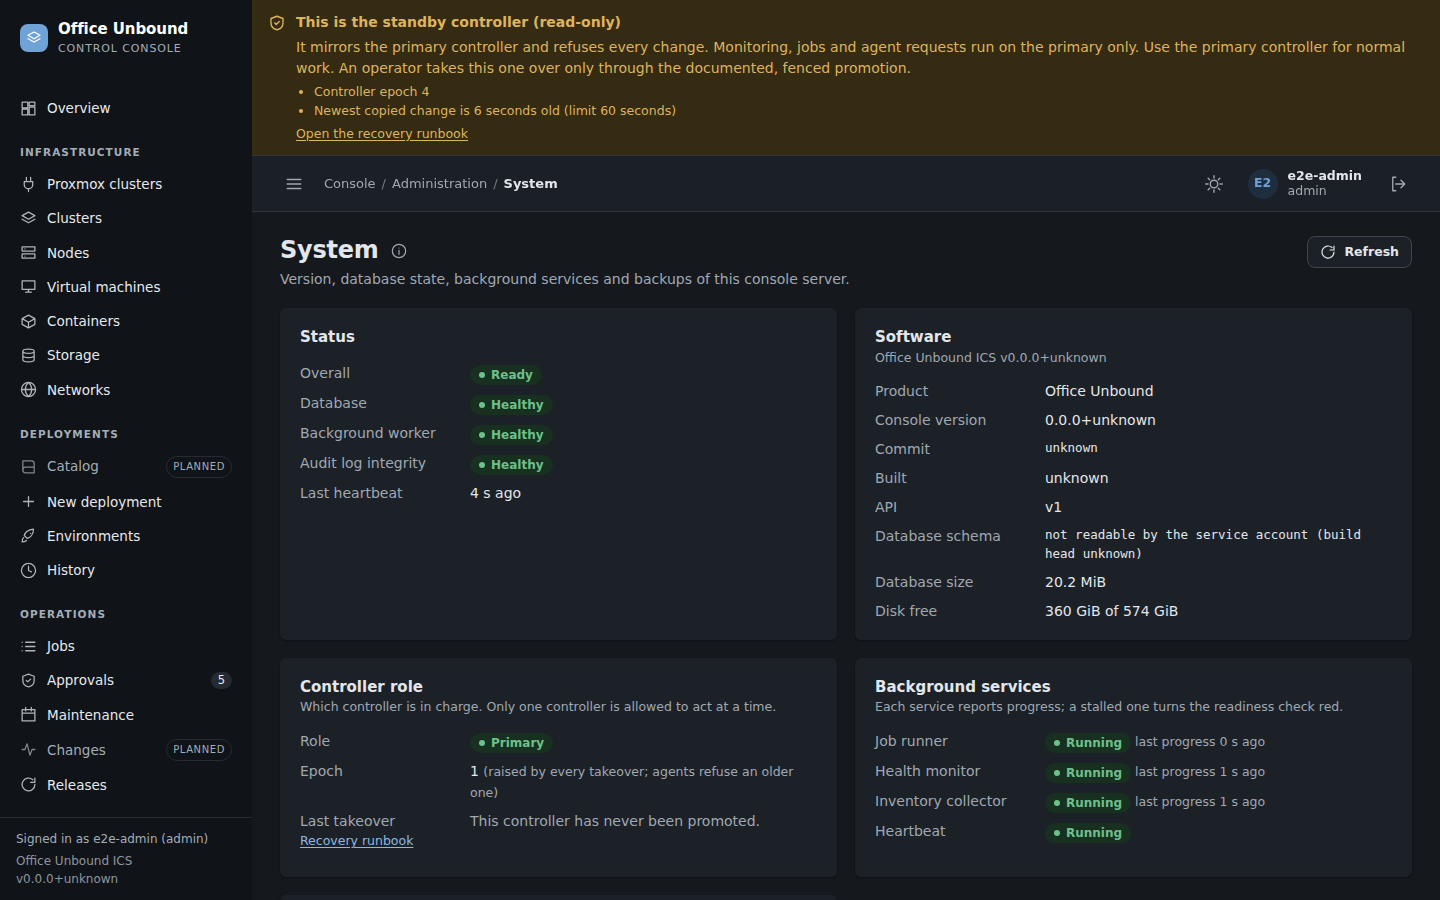 Office Unbound
CONTROL CONSOLE
Overview
INFRASTRUCTURE
Proxmox clusters
Clusters
Nodes
Virtual machines
Containers
Storage
Networks
DEPLOYMENTS
Catalog PLANNED
New deployment
Environments
History
OPERATIONS
Jobs
Approvals 5
Maintenance
Changes PLANNED
Releases
Signed in as e2e-admin (admin)
Office Unbound ICS
v0.0.0+unknown
This is the standby controller (read-only)
It mirrors the primary controller and refuses every change. Monitoring, jobs and agent requests run on the primary only. Use the primary controller for normal
work. An operator takes this one over only through the documented, fenced promotion.
• Controller epoch 4
• Newest copied change is 6 seconds old (limit 60 seconds)
Open the recovery runbook
Console / Administration / System
E2 e2e-admin
admin
System
Refresh
Version, database state, background services and backups of this console server.
Status
Overall Ready
Database Healthy
Background worker Healthy
Audit log integrity Healthy
Last heartbeat 4 s ago
Software
Office Unbound ICS v0.0.0+unknown
Product Office Unbound
Console version 0.0.0+unknown
Commit unknown
Built unknown
API v1
Database schema not readable by the service account (build
head unknown)
Database size 20.2 MiB
Disk free 360 GiB of 574 GiB
Controller role
Which controller is in charge. Only one controller is allowed to act at a time.
Role Primary
Epoch 1 (raised by every takeover; agents refuse an older
one)
Last takeover This controller has never been promoted.
Recovery runbook
Background services
Each service reports progress; a stalled one turns the readiness check red.
Job runner Running last progress 0 s ago
Health monitor Running last progress 1 s ago
Inventory collector Running last progress 1 s ago
Heartbeat Running